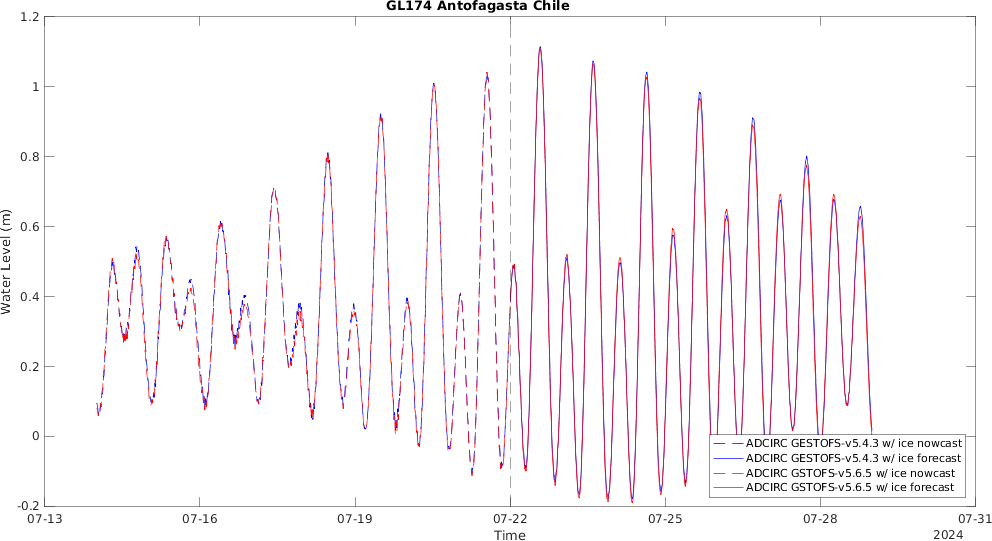 GL174 Antofagasta Chile
1.2
1
0.8
0.6
0.4
0.2
0
-0.2
Water Level (m)
07-13
07-16
07-19
07-22
07-25
07-28
07-31
Time
2024
ADCIRC GESTOFS-v5.4.3 w/ ice nowcast
ADCIRC GESTOFS-v5.4.3 w/ ice forecast
ADCIRC GSTOFS-v5.6.5 w/ ice nowcast
ADCIRC GSTOFS-v5.6.5 w/ ice forecast